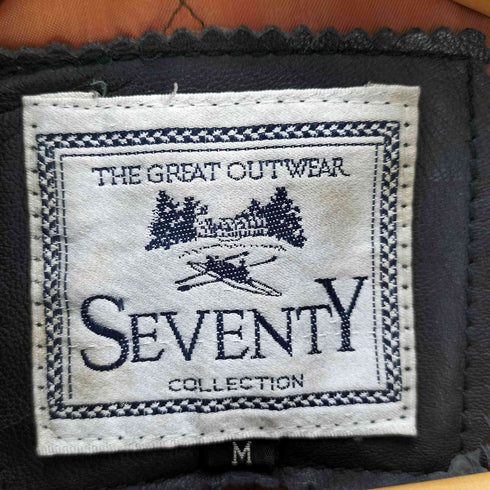 THE GREAT OUTWEAR
SEVENTY
COLLECTION
M